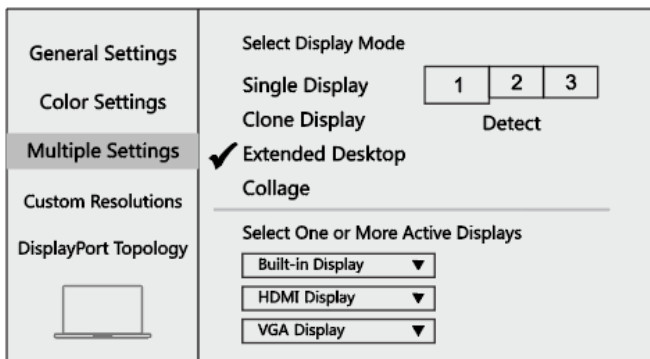 General Settings
Color Settings
Multiple Settings
Custom Resolutions
DisplayPort Topology
Select Display Mode
Single Display
Clone Display
Extended Desktop
Collage
1 2 3
Detect
Select One or More Active Displays
Built-in Display
HDMI Display
VGA Display